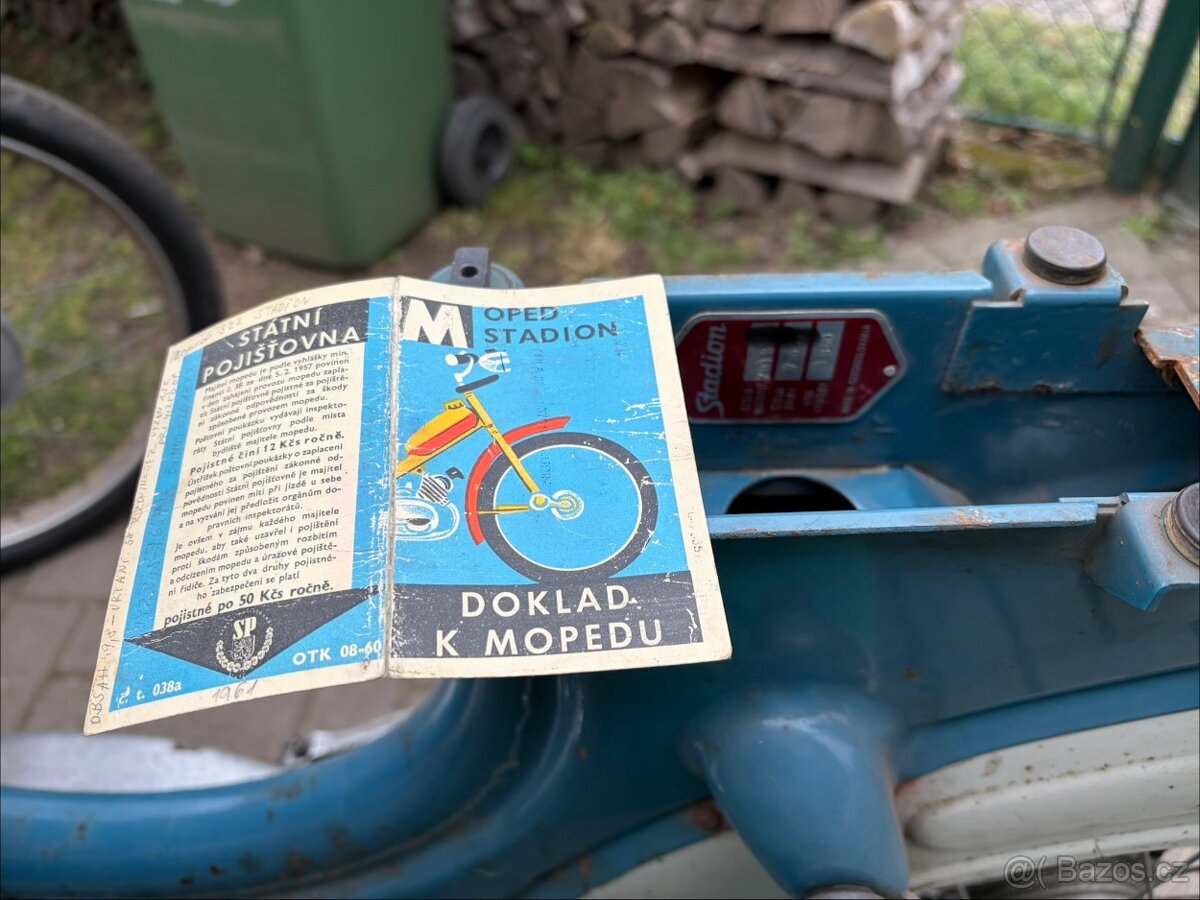 STÁTNÍ
POJIŠŤOVNA
Majitel mopedu je podle vyhlášky min.
financí č. 38 ze dne 5. 2. 1957 povinen
v den zahájení provozu mopedu zapla-
tit Státní pojišťovně pojistné za pojiště-
ní zákonné odpovědnosti za škody
způsobené provozem mopedu.
Poštovní poukázku vydávají inspekto-
ráty Státní pojišťovny podle místa
bydliště majitele mopedu.
Pojistné činí 12 Kčs ročně.
Ústřižek poštovní poukázky o zaplacení
pojistného za pojištění zákonné od-
povědnosti Státní pojišťovně je majitel
mopedu povinen míti při jízdě u sebe
a na vyzvání jej předložit orgánům do-
pravních inspektorátů.
Je ovšem v zájmu každého majitele
mopedu, aby také uzavřel i pojištění
proti škodám způsobeným rozbitím
a odcizením mopedu a úrazové pojiště-
ní řidiče. Za tyto dva druhy pojistné-
ho zabezpečení se platí
pojistné po 50 Kčs ročně.
SP
OTK 08-60
č. t. 038a
1961
MOPED
STADION
DOKLAD
K MOPEDU
Stadion
MADE IN CZECHOSLOVAKIA
@( Bazos.cz